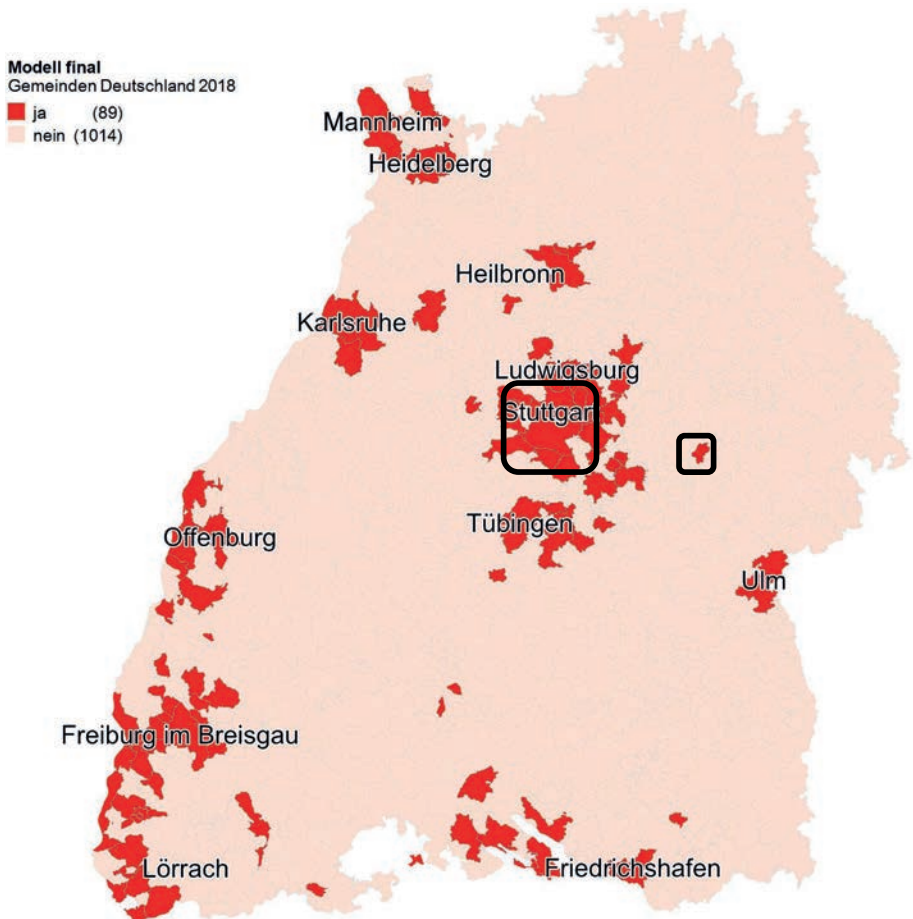 Modell final
Gemeinden Deutschland 2018
ja (89)
nein (1014)
Mannheim
Heidelberg
Heilbronn
Karlsruhe
Ludwigsburg
Stuttgart
Tübingen
Offenburg
Ulm
Freiburg im Breisgau
Lörrach
Friedrichshafen